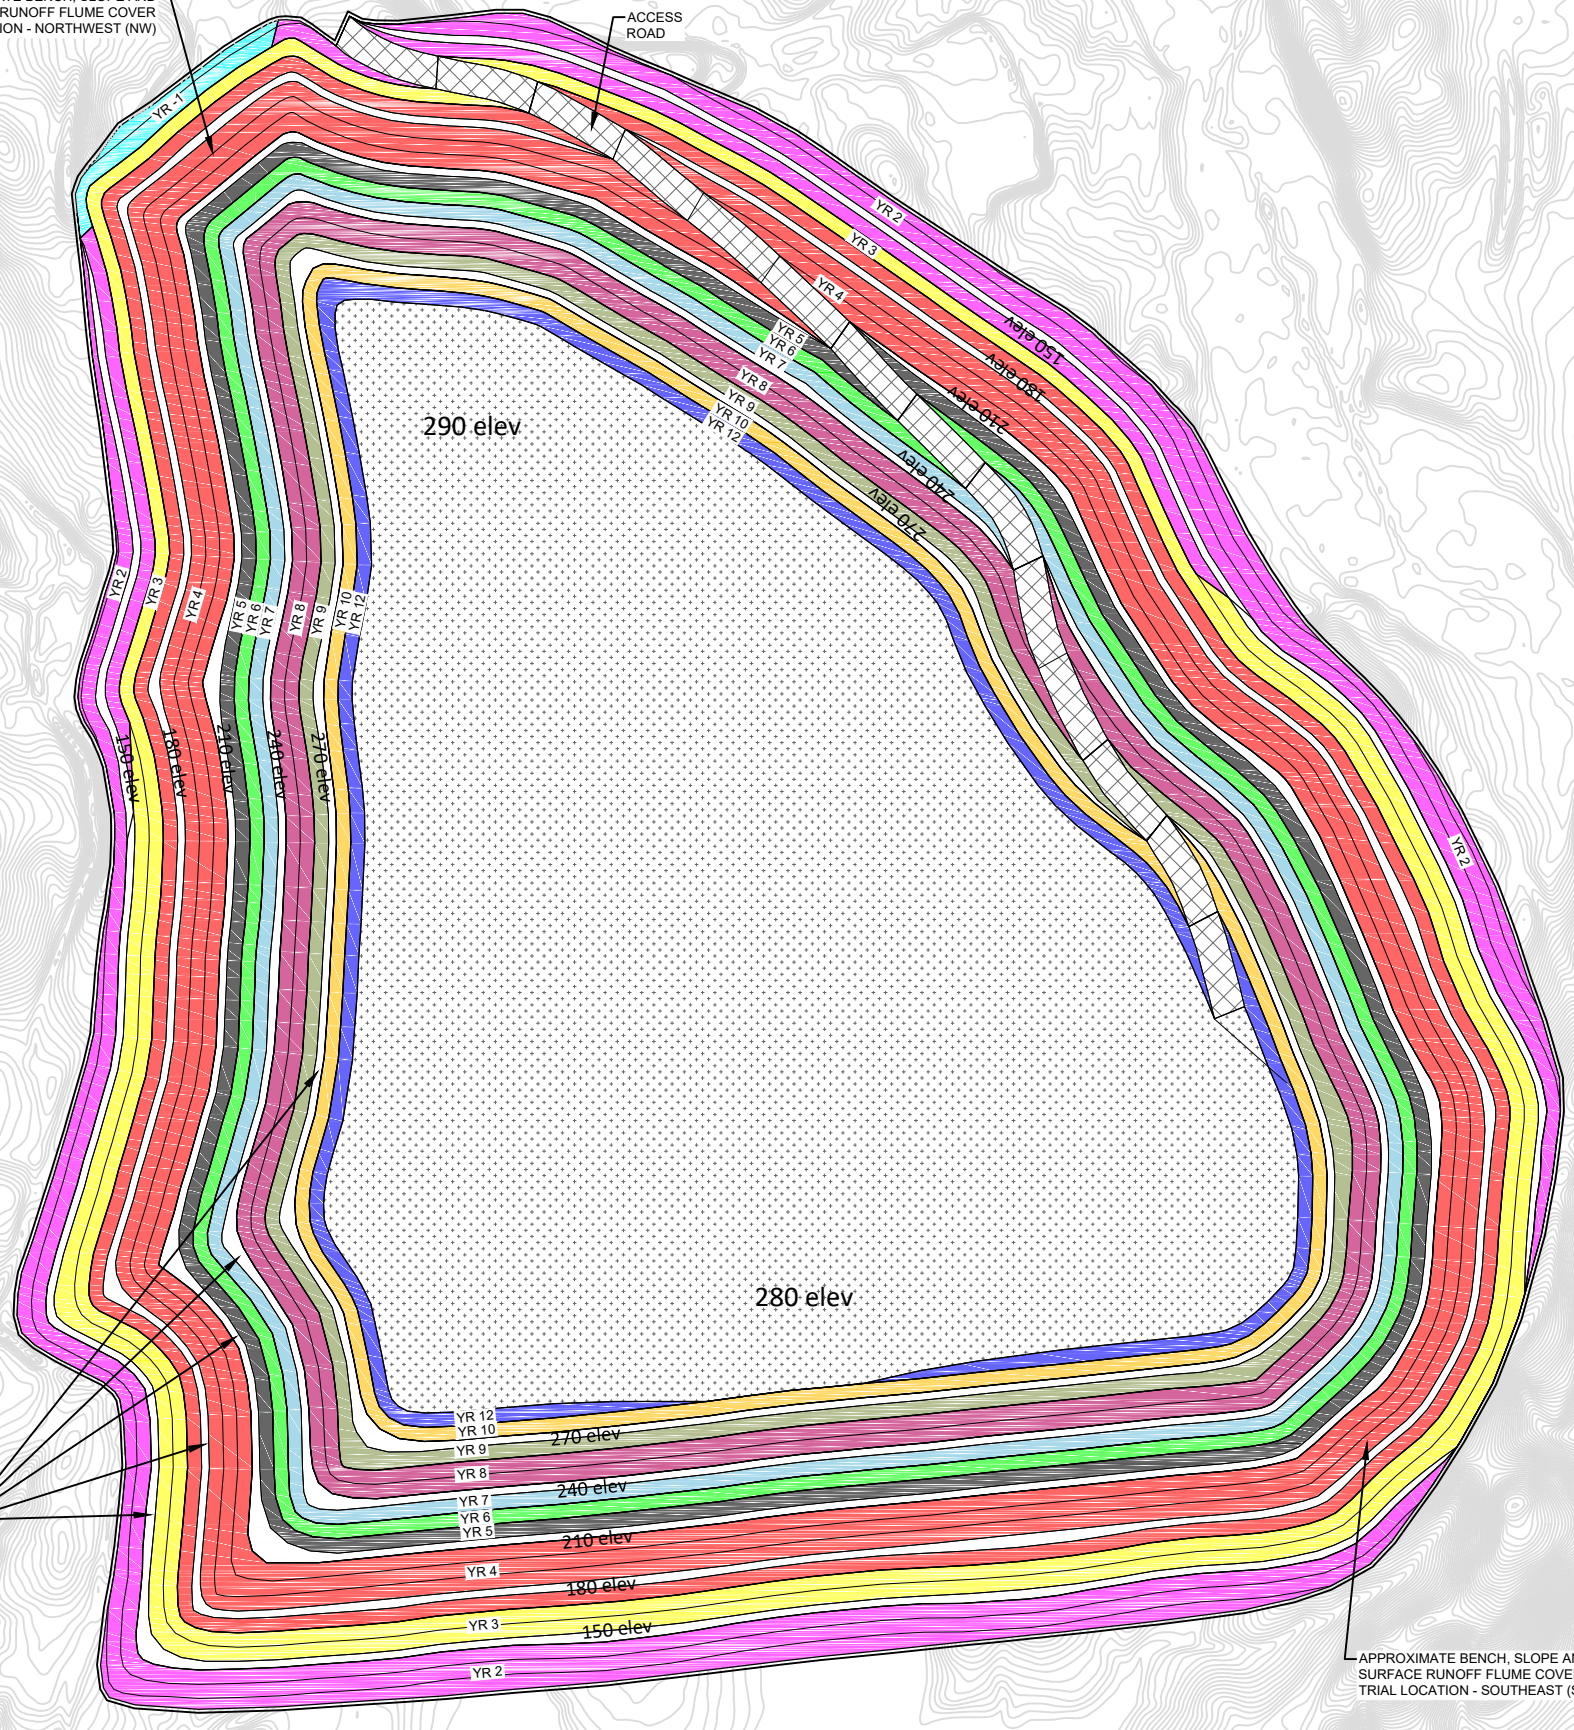 RUNOFF FLUME COVER
ION - NORTHWEST (NW)
ACCESS
ROAD
YR -1
YR 2
YR 3
YR 4
150 elev
180 elev
210 elev
240 elev
270 elev
YR 5
YR 6
YR 7
YR 8
YR 9
YR 10
YR 12
290 elev
YR 2
YR 3
YR 4
YR 5
YR 6
YR 7
YR 8
YR 9
YR 10
YR 12
150 elev
180 elev
210 elev
240 elev
270 elev
YR 2
280 elev
YR 12
YR 10
YR 9
270 elev
YR 8
240 elev
YR 7
YR 6
YR 5
210 elev
YR 4
180 elev
YR 3
150 elev
YR 2
APPROXIMATE BENCH, SLOPE AN
SURFACE RUNOFF FLUME COVE
TRIAL LOCATION - SOUTHEAST (S